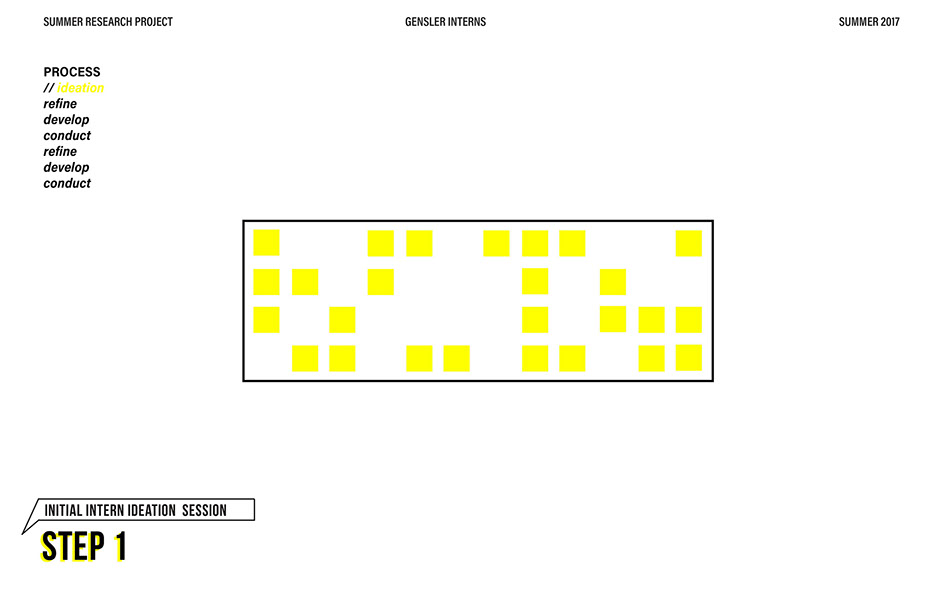 SUMMER RESEARCH PROJECT
GENSLER INTERNS
SUMMER 2017
PROCESS
// ideation
refine
develop
conduct
refine
develop
conduct
INITIAL INTERN IDEATION SESSION
STEP 1